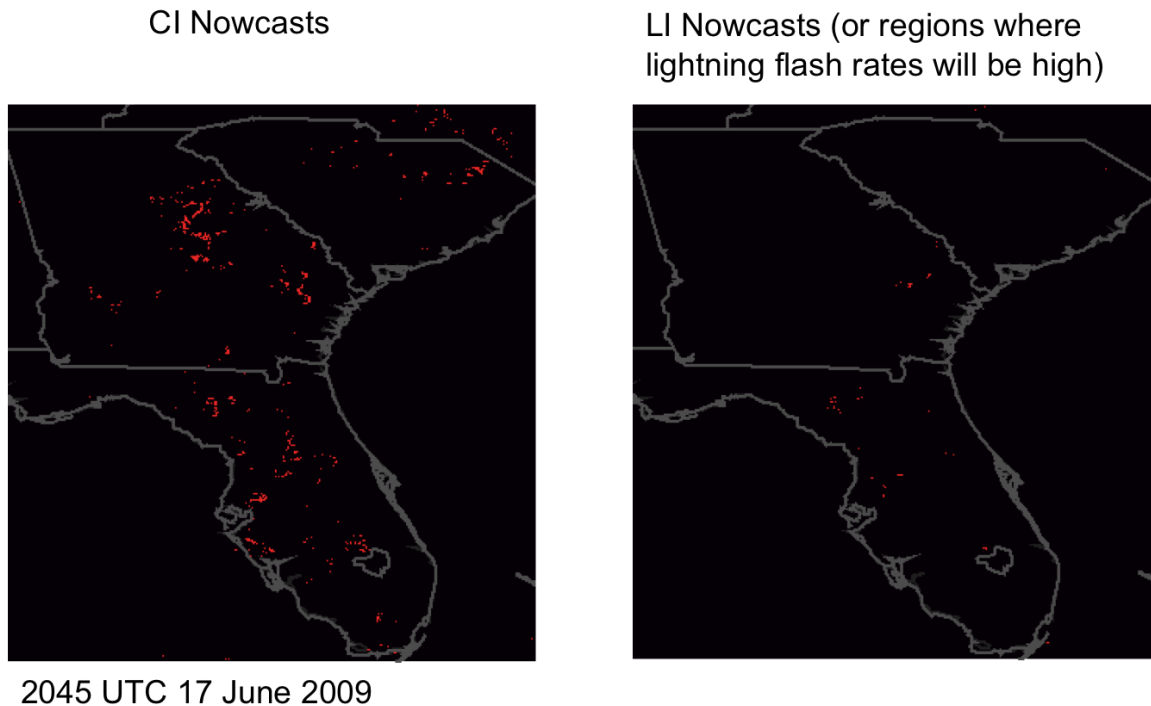 CI Nowcasts
LI Nowcasts (or regions where
lightning flash rates will be high)
2045 UTC 17 June 2009